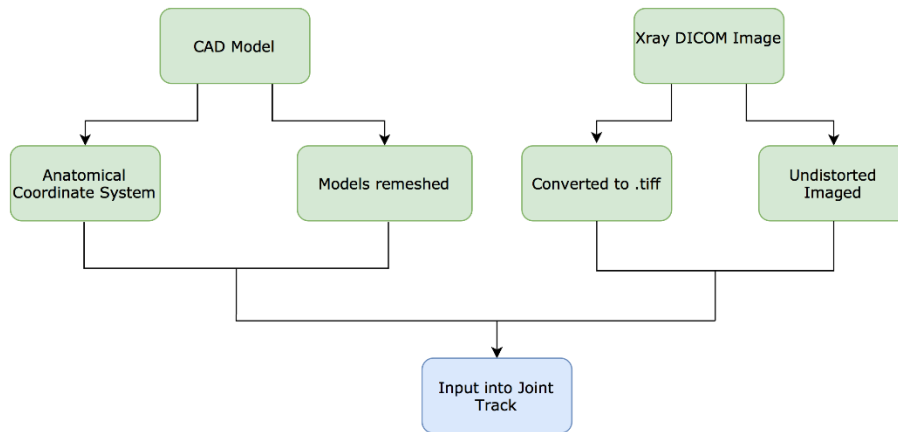 CAD Model
Xray DICOM Image
Anatomical
Coordinate System
Models remeshed
Converted to .tiff
Undistorted
Imaged
Input into Joint
Track